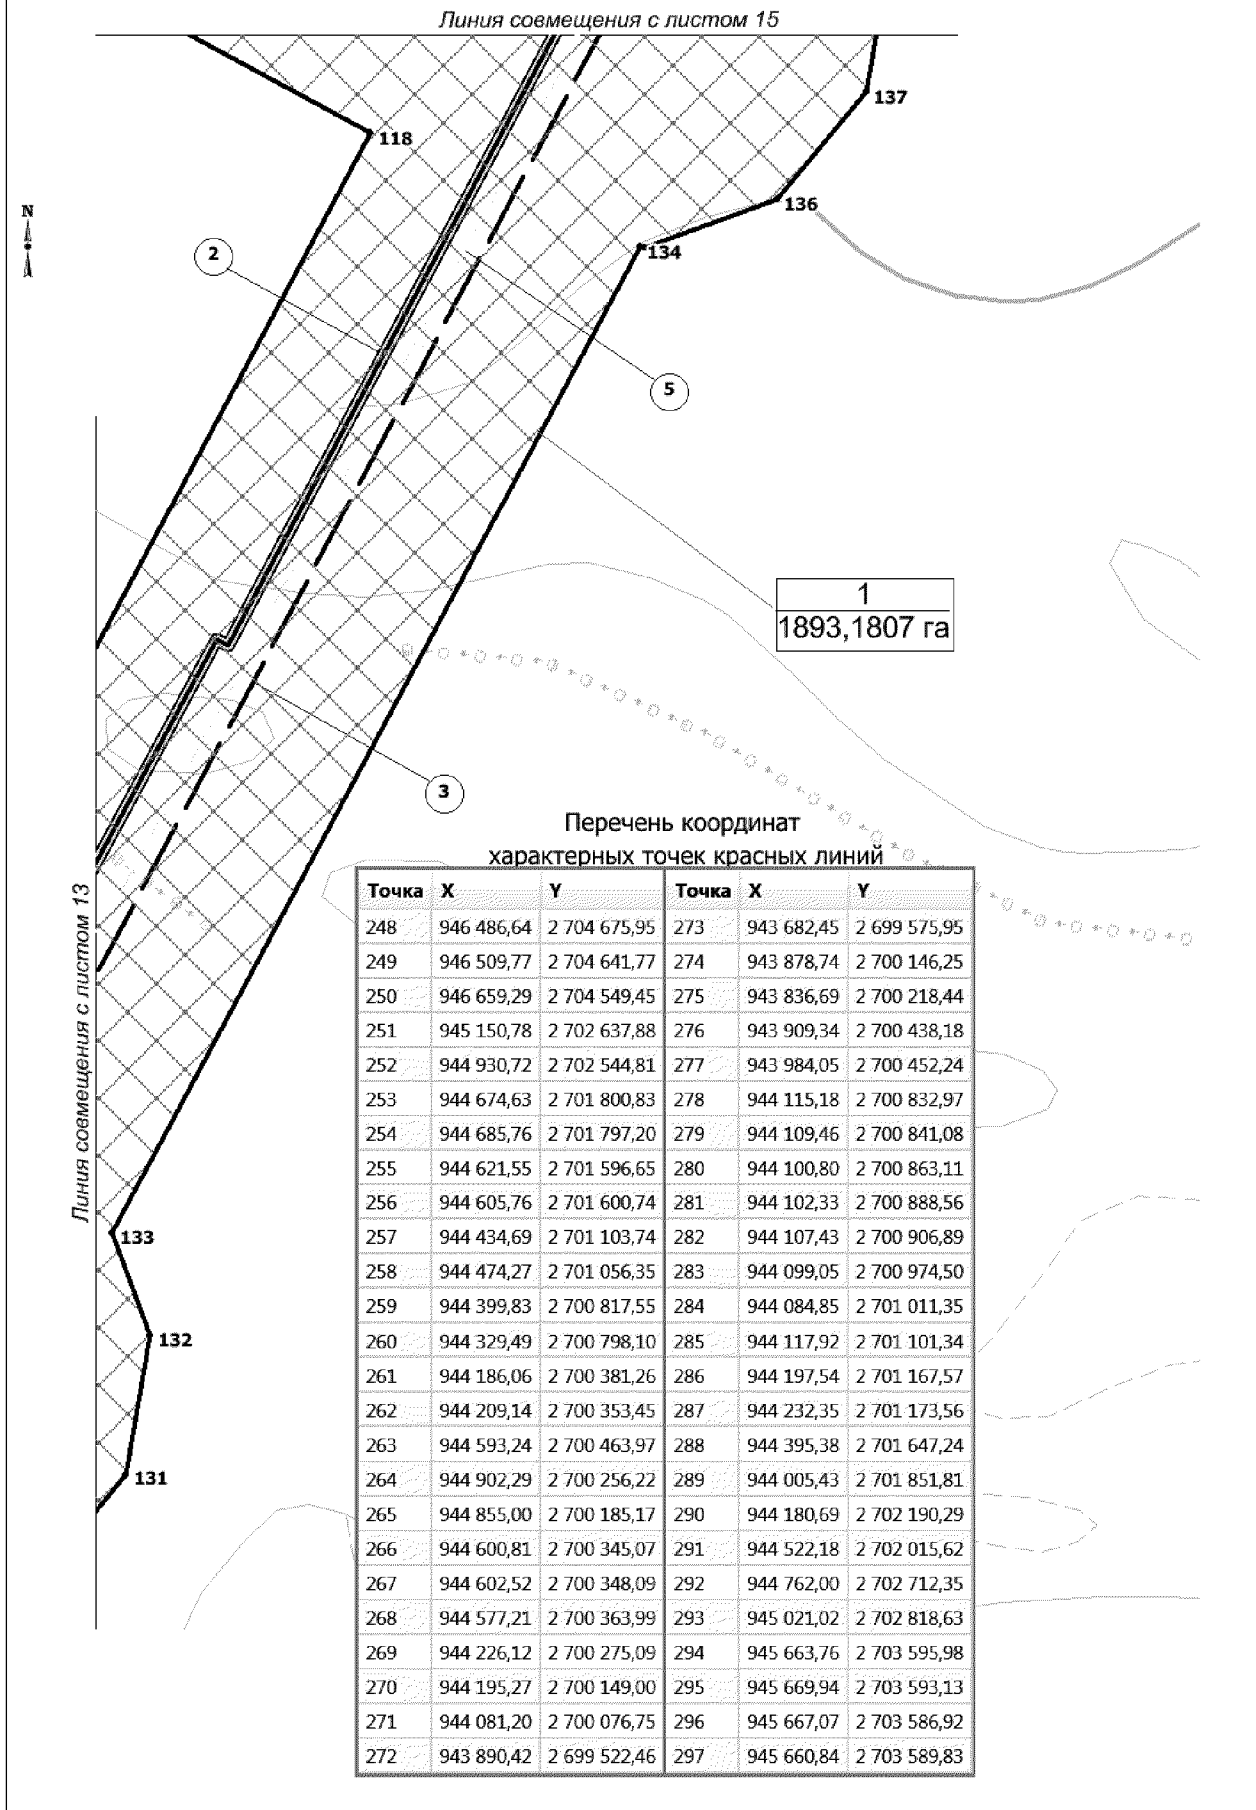 Линия совмещения с листом 15
137
118
N
136
134
2
5
1
1893,1807 га
3
Перечень координат
характерных точек красных линий
Линия совмещения с листом 13
Точка X Y Точка X Y
248 946 486,64 2 704 675,95 273 943 682,45 2 699 575,95
249 946 509,77 2 704 641,77 274 943 878,74 2 700 146,25
250 946 659,29 2 704 549,45 275 943 836,69 2 700 218,44
251 945 150,78 2 702 637,88 276 943 909,34 2 700 438,18
252 944 930,72 2 702 544,81 277 943 984,05 2 700 452,24
253 944 674,63 2 701 800,83 278 944 115,18 2 700 832,97
254 944 685,76 2 701 797,20 279 944 109,46 2 700 841,08
255 944 621,55 2 701 596,65 280 944 100,80 2 700 863,11
256 944 605,76 2 701 600,74 281 944 102,33 2 700 888,56
257 944 434,69 2 701 103,74 282 944 107,43 2 700 906,89
258 944 474,27 2 701 056,35 283 944 099,05 2 700 974,50
259 944 399,83 2 700 817,55 284 944 084,85 2 701 011,35
260 944 329,49 2 700 798,10 285 944 117,92 2 701 101,34
261 944 186,06 2 700 381,26 286 944 197,54 2 701 167,57
262 944 209,14 2 700 353,45 287 944 232,35 2 701 173,56
263 944 593,24 2 700 463,97 288 944 395,38 2 701 647,24
264 944 902,29 2 700 256,22 289 944 005,43 2 701 851,81
265 944 855,00 2 700 185,17 290 944 180,69 2 702 190,29
266 944 600,81 2 700 345,07 291 944 522,18 2 702 015,62
267 944 602,52 2 700 348,09 292 944 762,00 2 702 712,35
268 944 577,21 2 700 363,99 293 945 021,02 2 702 818,63
269 944 226,12 2 700 275,09 294 945 663,76 2 703 595,98
270 944 195,27 2 700 149,00 295 945 669,94 2 703 593,13
271 944 081,20 2 700 076,75 296 945 667,07 2 703 586,92
272 943 890,42 2 699 522,46 297 945 660,84 2 703 589,83
133
132
131